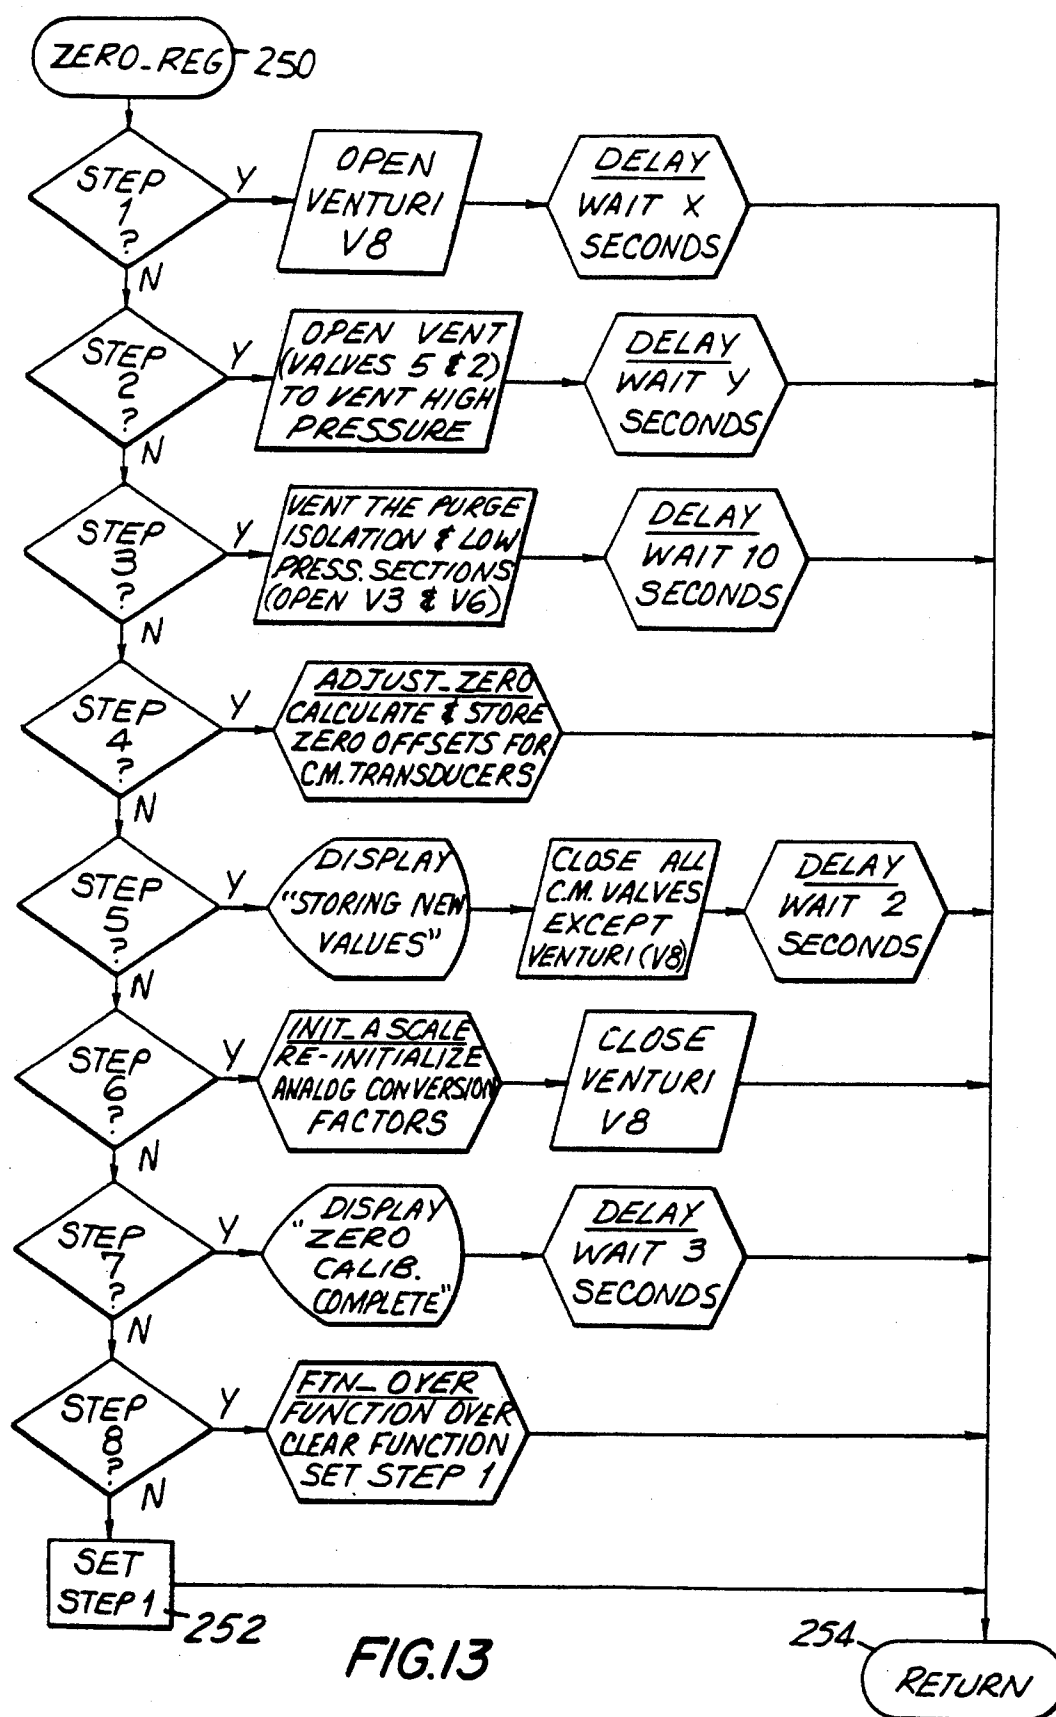 ZERO_REG
250
STEP
1
?
Y
N
OPEN
VENTURI
V8
DELAY
WAIT X
SECONDS
STEP
2
?
Y
N
OPEN VENT
(VALVES 5 & 2)
TO VENT HIGH
PRESSURE
DELAY
WAIT Y
SECONDS
STEP
3
?
Y
N
VENT THE PURGE
ISOLATION & LOW
PRESS. SECTIONS
(OPEN V3 & V6)
DELAY
WAIT 10
SECONDS
STEP
4
?
Y
N
ADJUST_ZERO
CALCULATE & STORE
ZERO OFFSETS FOR
C.M. TRANSDUCERS
STEP
5
?
Y
N
DISPLAY
"STORING NEW
VALUES"
CLOSE ALL
C.M. VALVES
EXCEPT
VENTURI (V8)
DELAY
WAIT 2
SECONDS
STEP
6
?
Y
N
INIT_A SCALE
RE-INITIALIZE
ANALOG CONVERSION
FACTORS
CLOSE
VENTURI
V8
STEP
7
?
Y
N
DISPLAY
"ZERO
CALIB.
COMPLETE"
DELAY
WAIT 3
SECONDS
STEP
8
?
Y
N
FTN_OVER
FUNCTION OVER
CLEAR FUNCTION
SET STEP 1
SET
STEP 1
252
254
RETURN
FIG.13